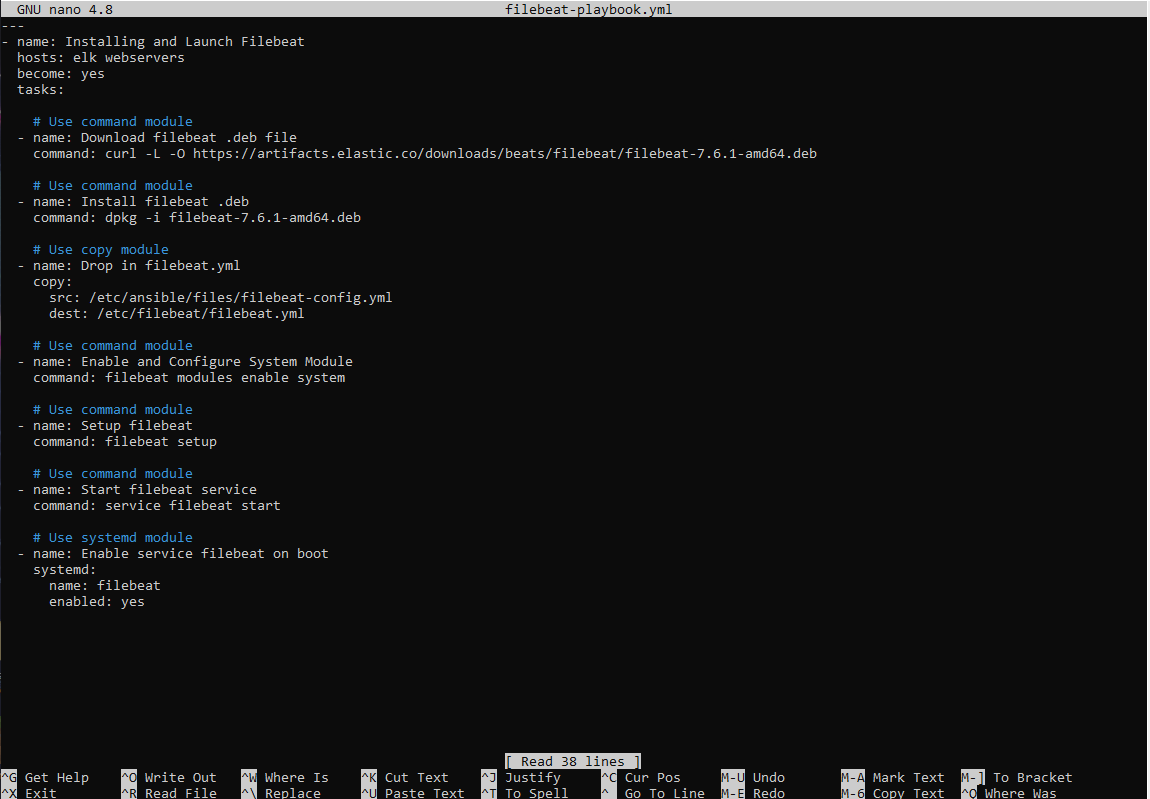 GNU nano 4.8 filebeat-playbook.yml
---
- name: Installing and Launch Filebeat
  hosts: elk webservers
  become: yes
  tasks:

    # Use command module
  - name: Download filebeat .deb file
    command: curl -L -O https://artifacts.elastic.co/downloads/beats/filebeat/filebeat-7.6.1-amd64.deb

    # Use command module
  - name: Install filebeat .deb
    command: dpkg -i filebeat-7.6.1-amd64.deb

    # Use copy module
  - name: Drop in filebeat.yml
    copy:
      src: /etc/ansible/files/filebeat-config.yml
      dest: /etc/filebeat/filebeat.yml

    # Use command module
  - name: Enable and Configure System Module
    command: filebeat modules enable system

    # Use command module
  - name: Setup filebeat
    command: filebeat setup

    # Use command module
  - name: Start filebeat service
    command: service filebeat start

    # Use systemd module
  - name: Enable service filebeat on boot
    systemd:
      name: filebeat
      enabled: yes

[ Read 38 lines ]
^G Get Help ^O Write Out ^W Where Is ^K Cut Text ^J Justify ^C Cur Pos M-U Undo M-A Mark Text M-] To Bracket
^X Exit ^R Read File ^\ Replace ^U Paste Text ^T To Spell ^_ Go To Line M-E Redo M-6 Copy Text ^Q Where Was